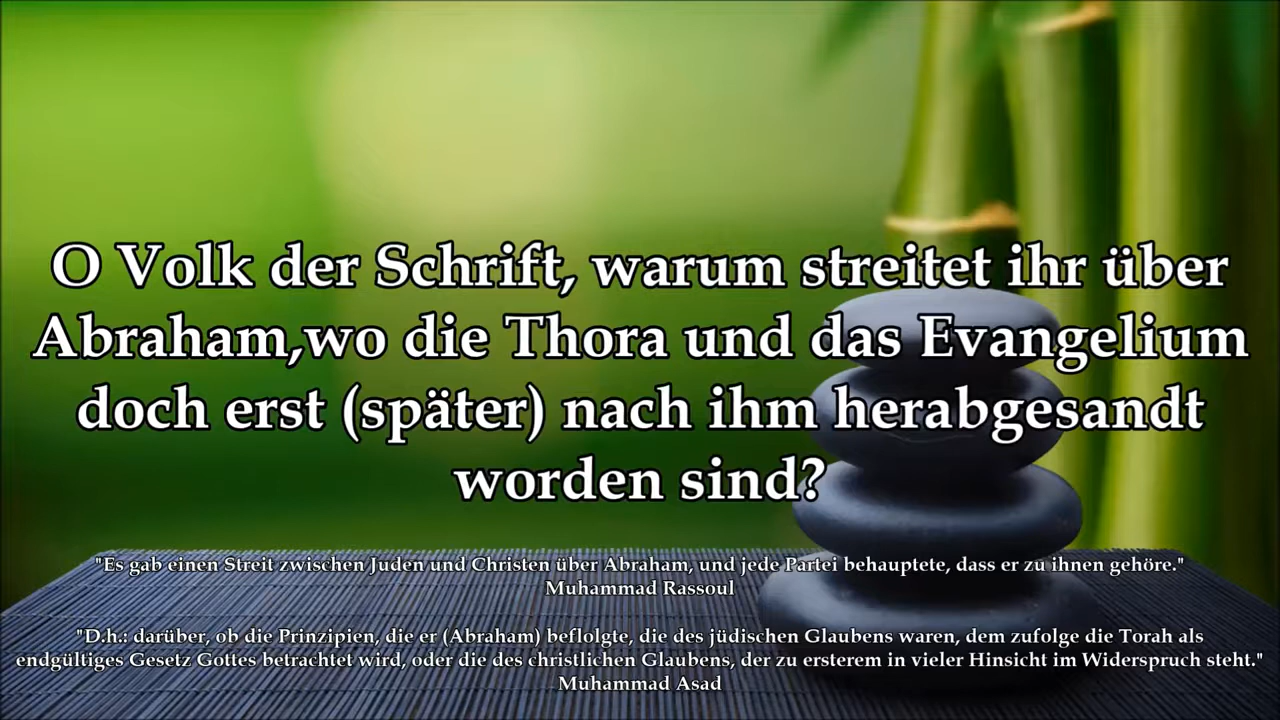 O Volk der Schrift, warum streitet ihr über
Abraham,wo die Thora und das Evangelium
doch erst (später) nach ihm herabgesandt
worden sind?
"Es gab einen Streit zwischen Juden und Christen über Abraham, und jede Partei behauptete, dass er zu ihnen gehöre."
Muhammad Rassoul
"D.h.: darüber, ob die Prinzipien, die er (Abraham) beflolgte, die des jüdischen Glaubens waren, dem zufolge die Torah als
endgültiges Gesetz Gottes betrachtet wird, oder die des christlichen Glaubens, der zu ersterem in vieler Hinsicht im Widerspruch steht."
Muhammad Asad